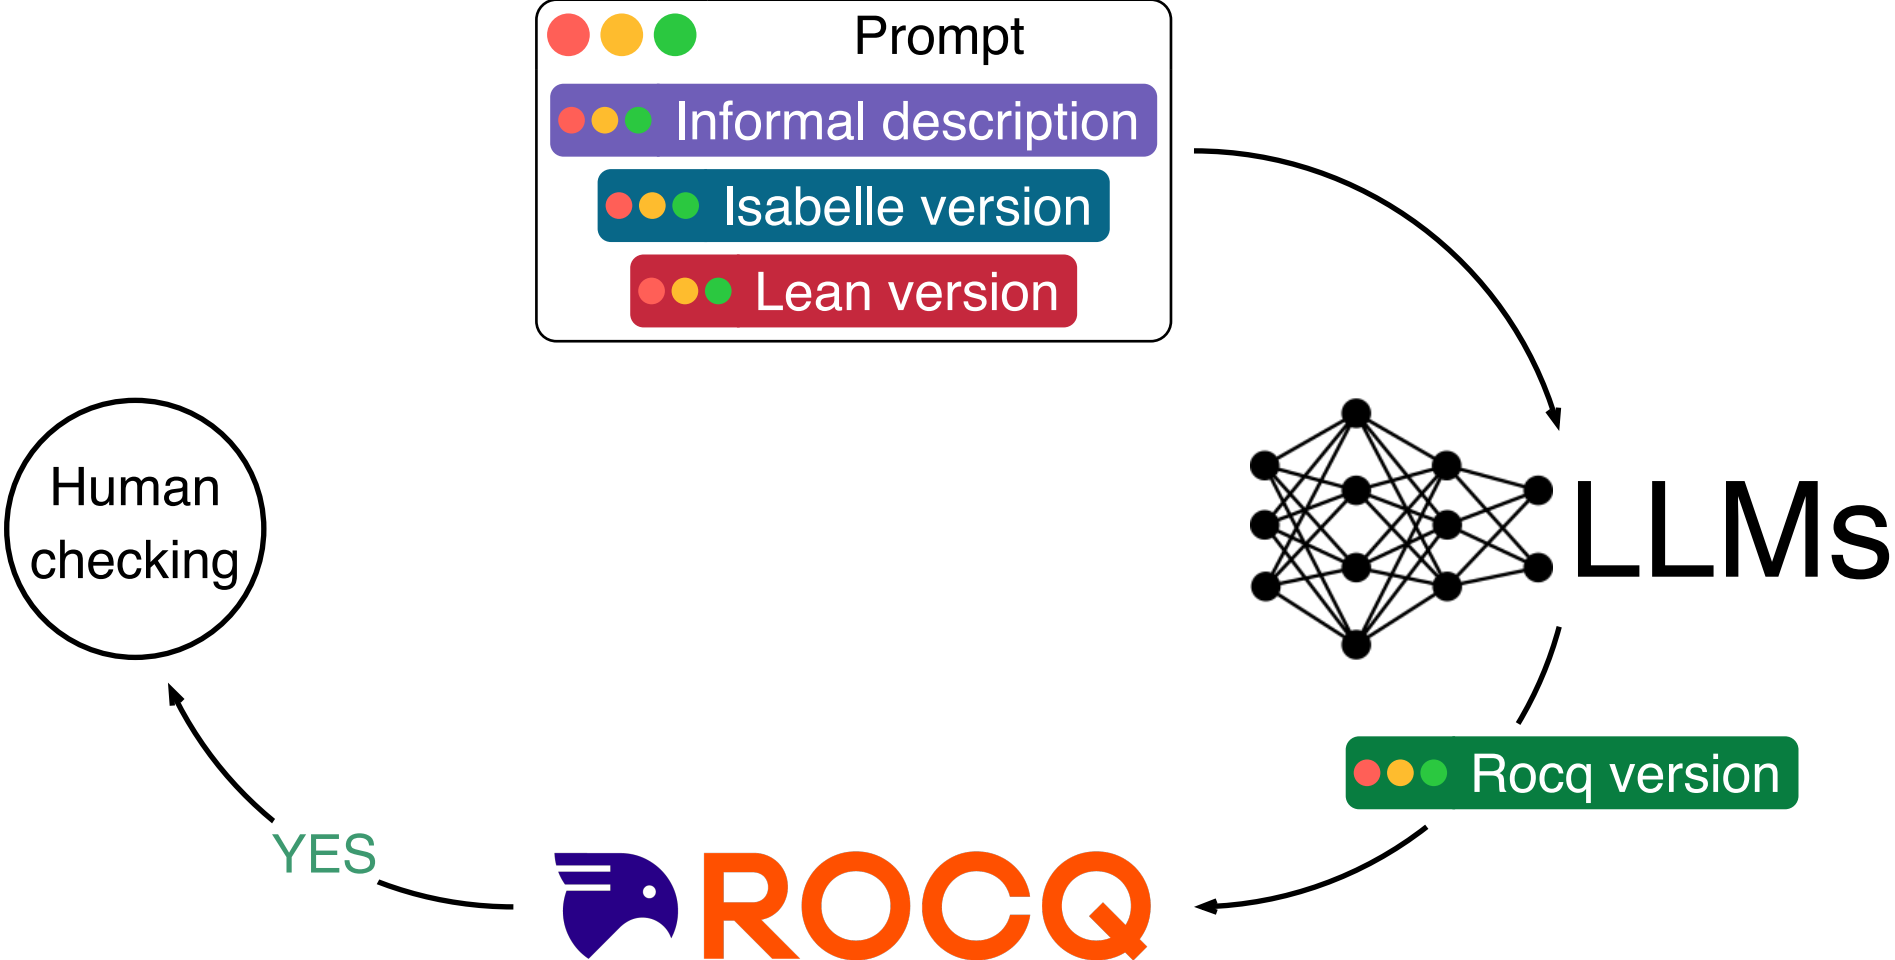 Prompt
Informal description
Isabelle version
Lean version
Human
checking
LLMs
Rocq version
YES
ROCQ